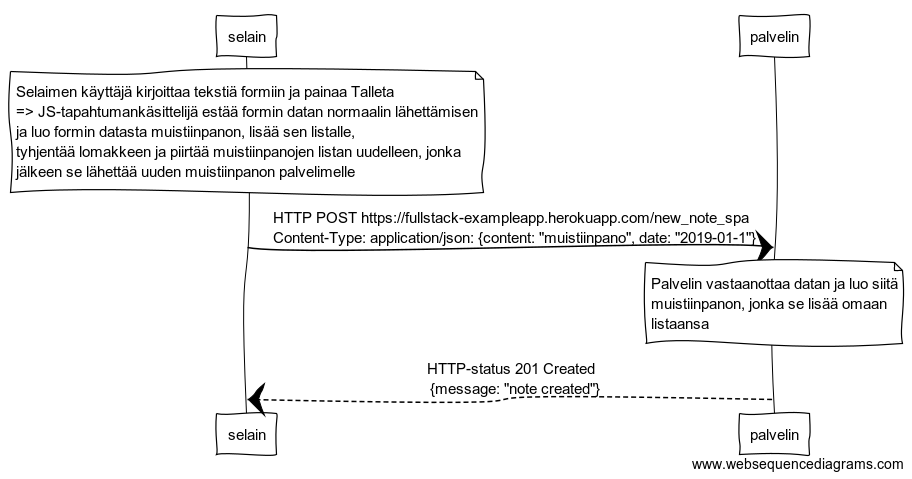 selain
palvelin
Selaimen käyttäjä kirjoittaa tekstiä formiin ja painaa Talleta
=> JS-tapahtumankäsittelijä estää formin datan normaalin lähettämisen
ja luo formin datasta muistiinpanon, lisää sen listalle,
tyhjentää lomakkeen ja piirtää muistiinpanojen listan uudelleen, jonka
jälkeen se lähettää uuden muistiinpanon palvelimelle
HTTP POST https://fullstack-exampleapp.herokuapp.com/new_note_spa
Content-Type: application/json: {content: "muistiinpano", date: "2019-01-1"}
Palvelin vastaanottaa datan ja luo siitä
muistiinpanon, jonka se lisää omaan
listaansa
HTTP-status 201 Created
{message: "note created"}
selain
palvelin
www.websequencediagrams.com